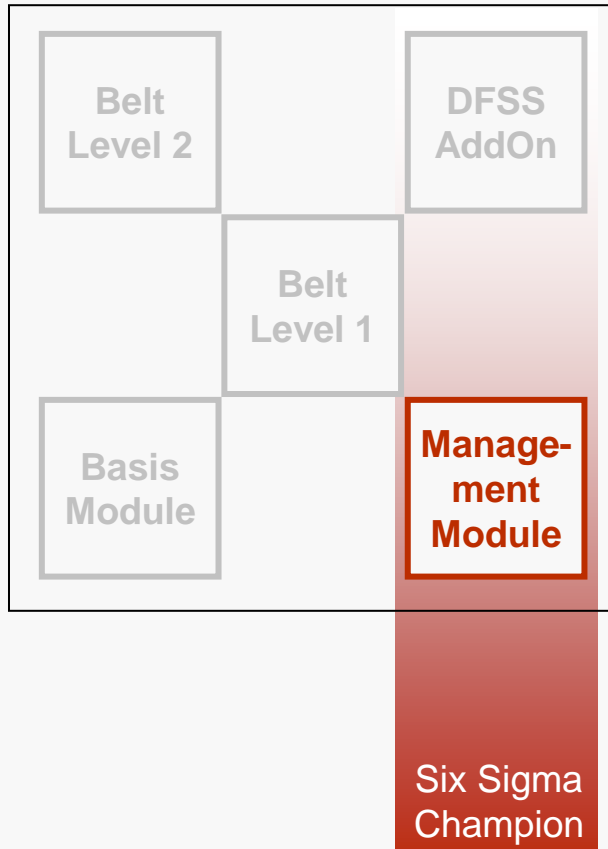 Belt
Level 2
DFSS
AddOn
Belt
Level 1
Basis
Module
Manage-
ment
Module
Six Sigma
Champion